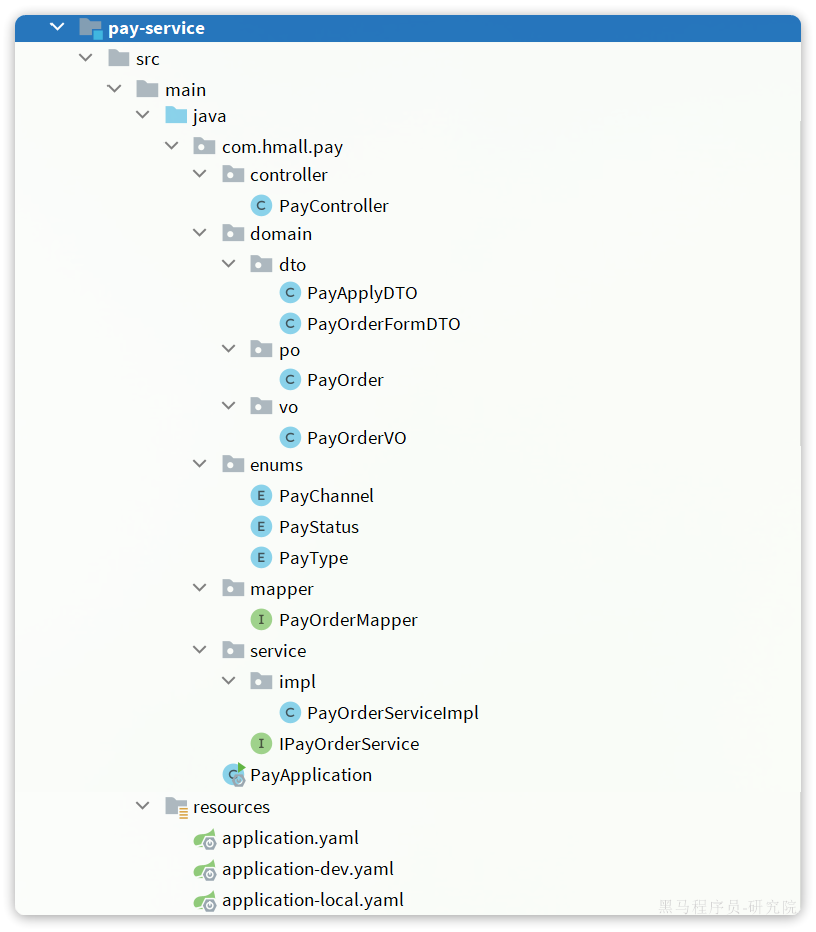 pay-service
src
main
java
com.hmall.pay
controller
C PayController
domain
dto
C PayApplyDTO
C PayOrderFormDTO
po
C PayOrder
vo
C PayOrderVO
enums
E PayChannel
E PayStatus
E PayType
mapper
I PayOrderMapper
service
impl
C PayOrderServiceImpl
I IPayOrderService
C PayApplication
resources
application.yaml
application-dev.yaml
application-local.yaml
黑马程序员-研究院